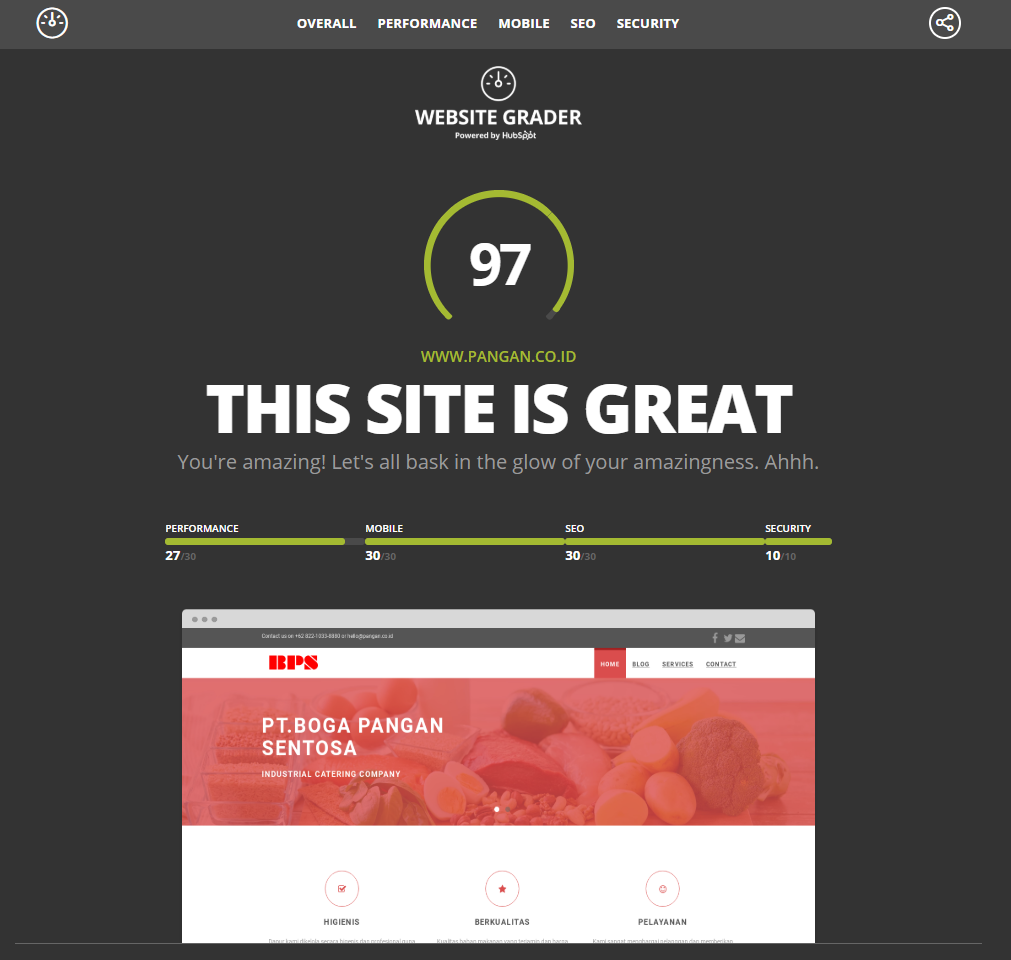 OVERALL PERFORMANCE MOBILE SEO SECURITY
WEBSITE GRADER
Powered by HubSpot
97
WWW.PANGAN.CO.ID
THIS SITE IS GREAT
You're amazing! Let's all bask in the glow of your amazingness. Ahhh.
PERFORMANCE MOBILE SEO SECURITY
27/30 30/30 30/30 10/10
Contact us on +62 822-1033-8880 or hello@pangan.co.id
BPS HOME BLOG SERVICES CONTACT
PT.BOGA PANGAN
SENTOSA
INDUSTRIAL CATERING COMPANY
HIGIENIS BERKUALITAS PELAYANAN